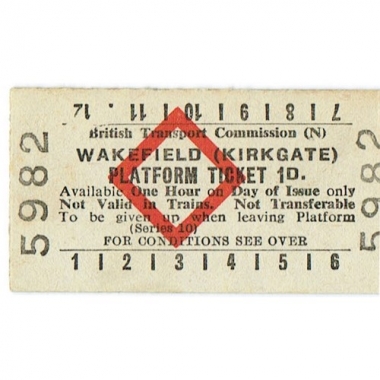 12 11 10 9 8 7
British Transport Commission (N)
WAKEFIELD (KIRKGATE)
PLATFORM TICKET 1D.
Available One Hour on Day of Issue only
Not Valid in Trains. Not Transferable
To be given up when leaving Platform
(Series 10)
FOR CONDITIONS SEE OVER
1 2 3 4 5 6
5982
5982